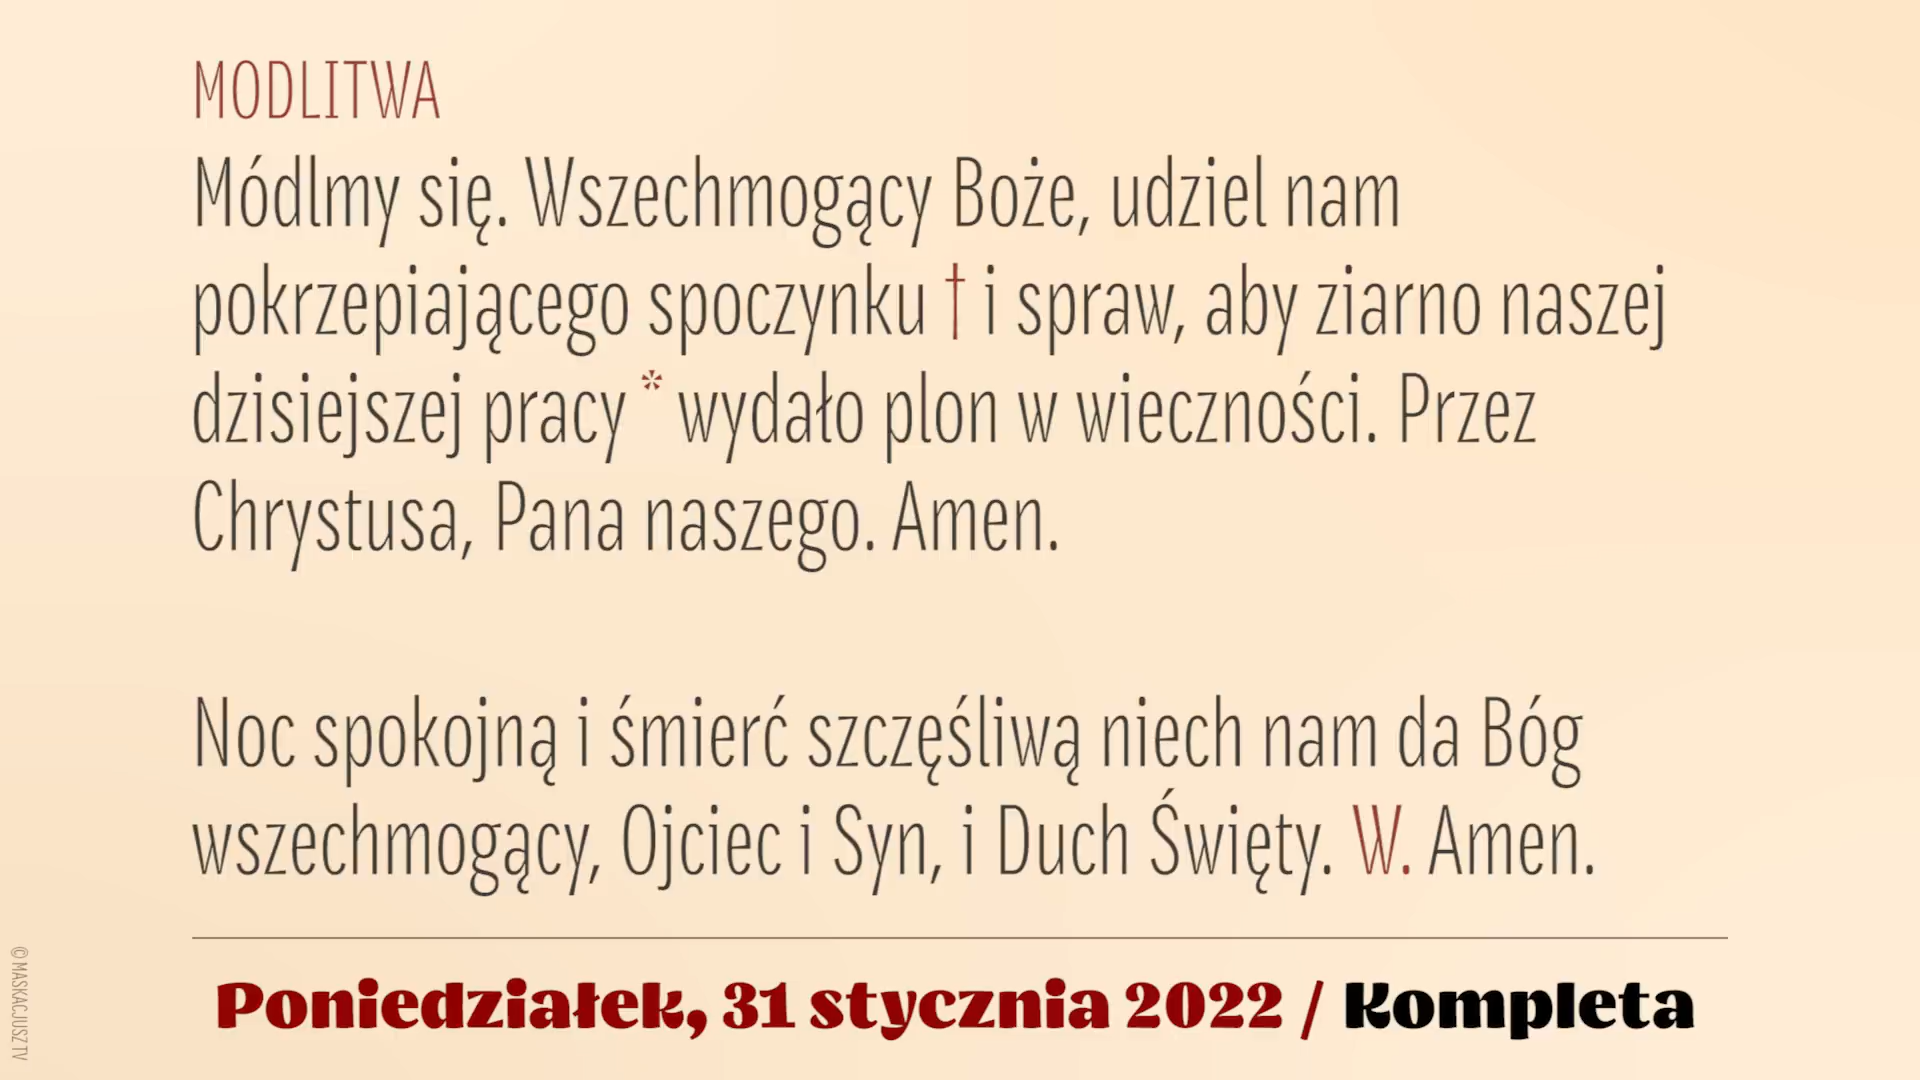 MODLITWA
Módlmy się. Wszechmogący Boże, udziel nam
pokrzepiającego spoczynku † i spraw, aby ziarno naszej
dzisiejszej pracy * wydało plon w wieczności. Przez
Chrystusa, Pana naszego. Amen.
Noc spokojną i śmierć szczęśliwą niech nam da Bóg
wszechmogący, Ojciec i Syn, i Duch Święty. W. Amen.
Poniedziałek, 31 stycznia 2022 / Kompleta
© MASKACJUSZ TV